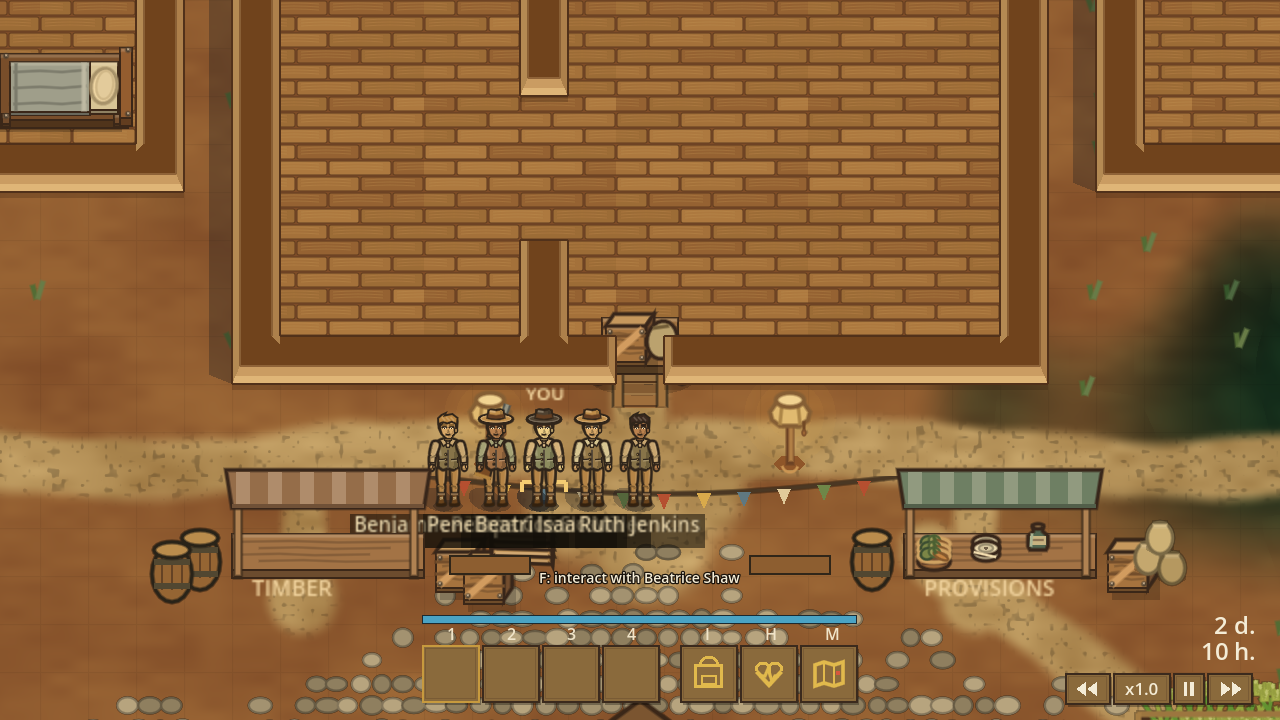 YOU
Benja
Pene
Beatri
Isaa
Ruth Jenkins
TIMBER
F: interact with Beatrice Shaw
PROVISIONS
1 2 3 4 I H M
2 d.
10 h.
x1.0